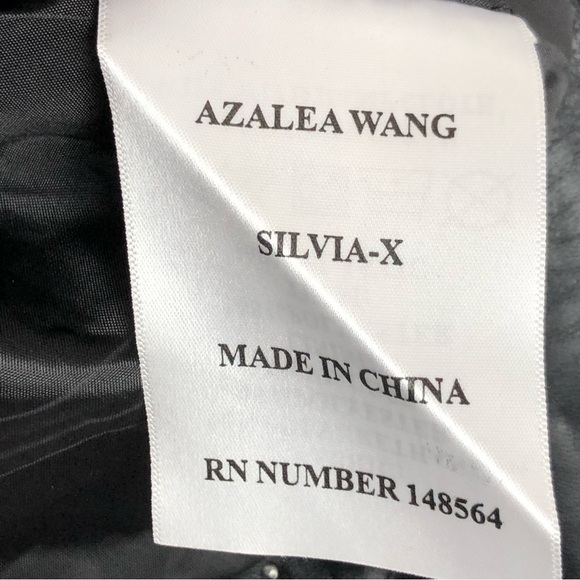 AZALEA WANG
SILVIA-X
MADE IN CHINA
RN NUMBER 148564